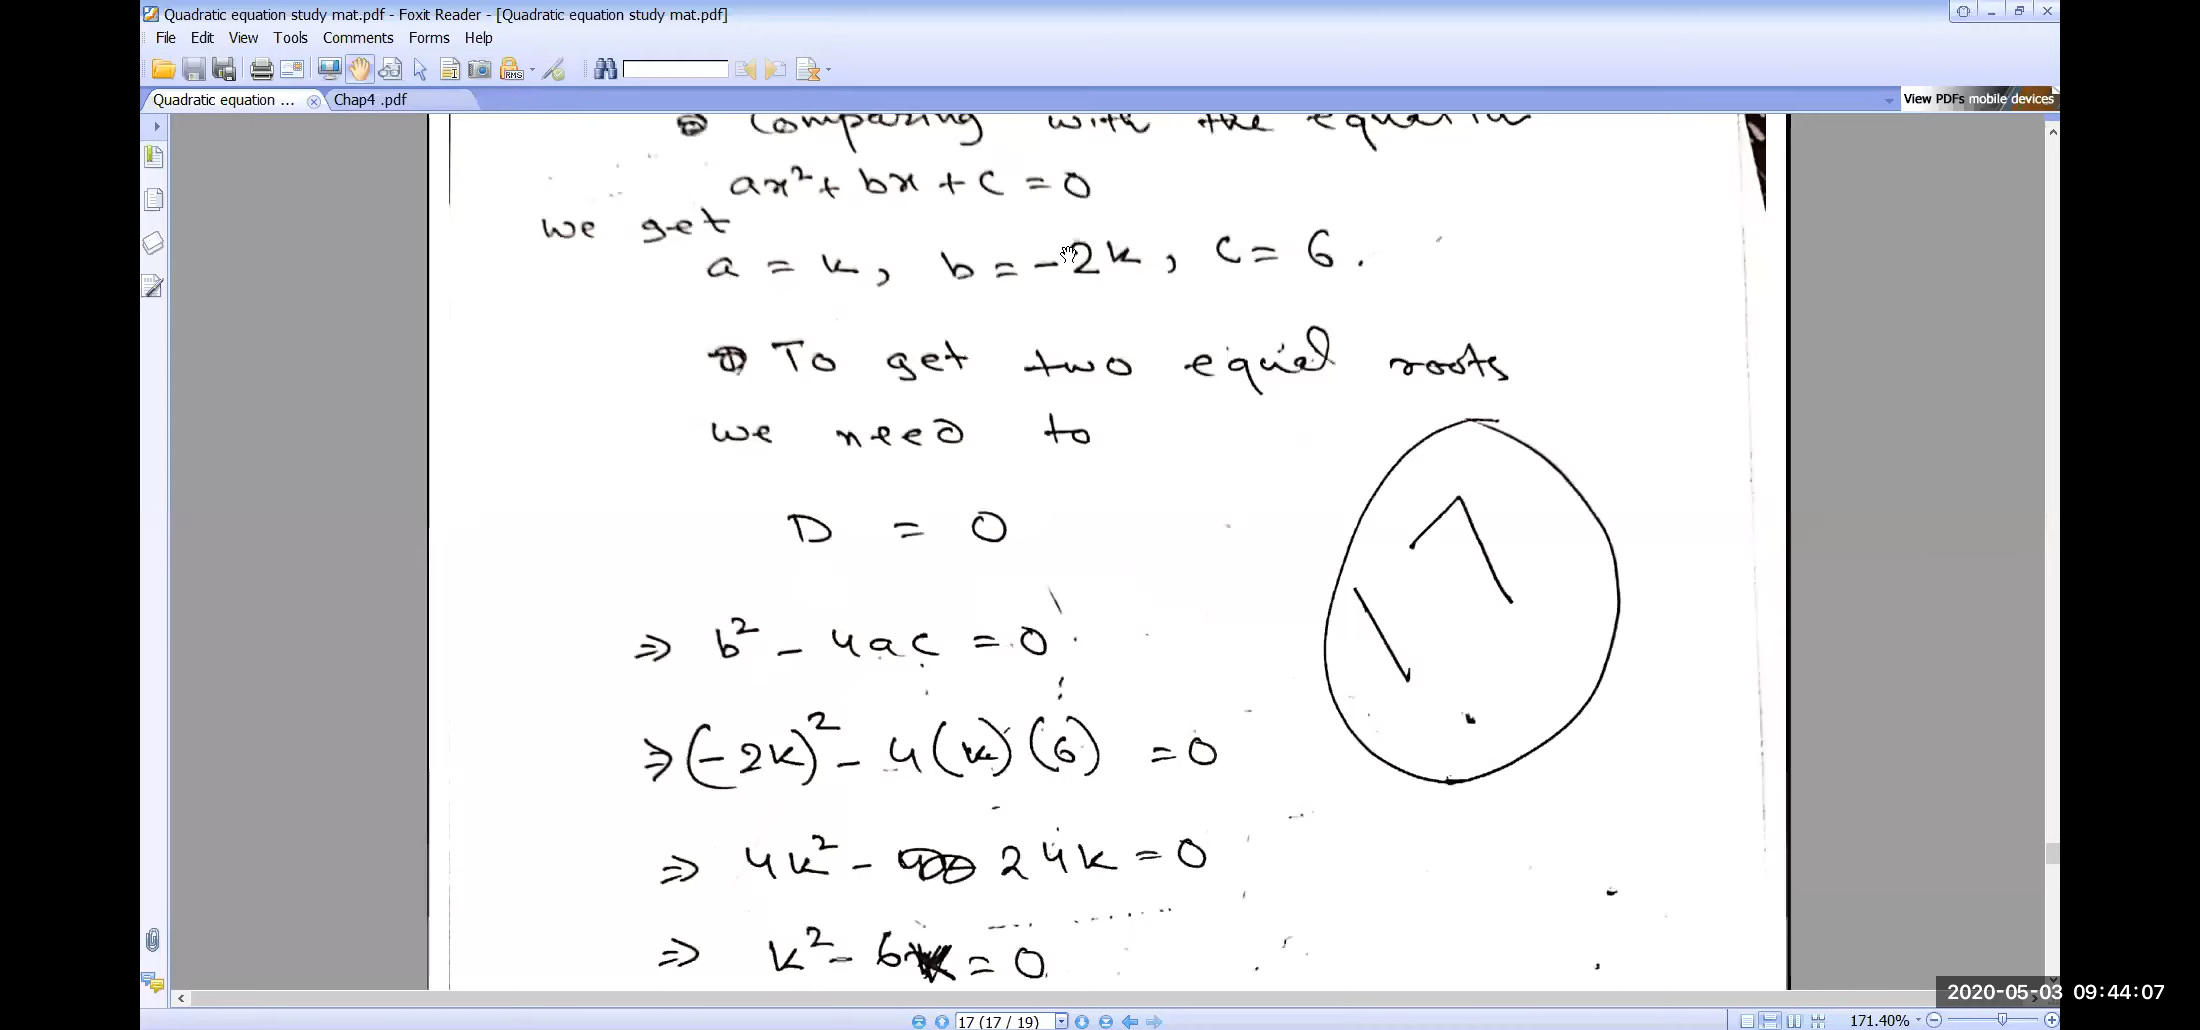 Quadratic equation study mat.pdf - Foxit Reader - [Quadratic equation study mat.pdf]
File Edit View Tools Comments Forms Help
RMS
Quadratic equation ... Chap4 .pdf
View PDFs mobile devices
Comparing with the equation
ax²+ bx + c = 0
we get
a = k, b = -2k, c = 6.
To get two equal roots
we need to
D = 0
17
⇒ b² - 4ac = 0
⇒ (-2k)² - 4(k)(6) = 0
⇒ 4k² - 24k = 0
⇒ k² - 6k = 0
2020-05-03 09:44:07
17 (17 / 19)
171.40%